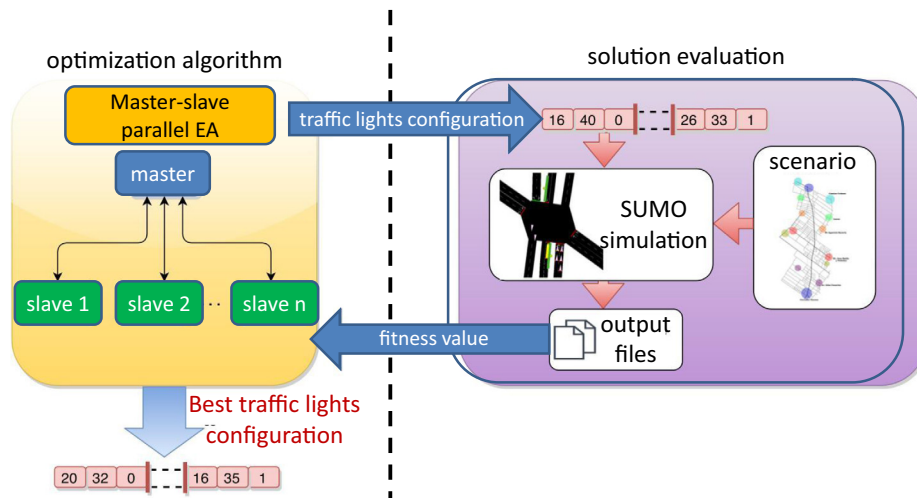 optimization algorithm
Master-slave
parallel EA
master
slave 1
slave 2
..
slave n
Best traffic lights
configuration
20 32 0 16 35 1
traffic lights configuration
fitness value
solution evaluation
16 40 0 26 33 1
SUMO
simulation
scenario
output
files